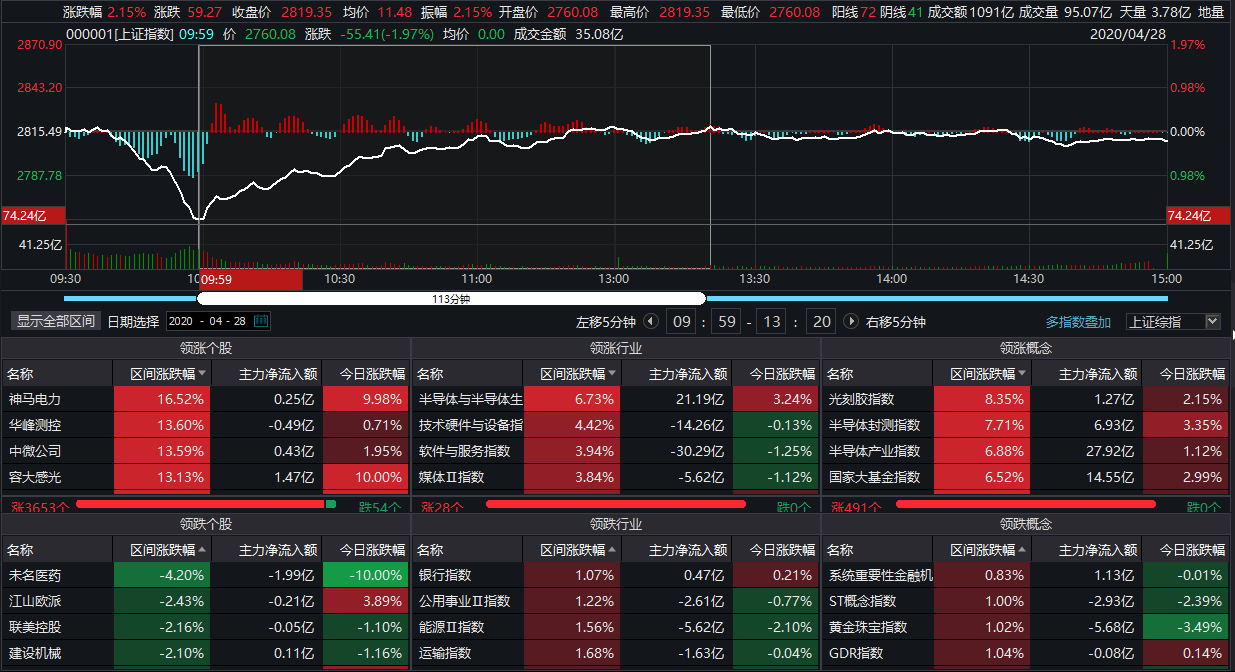 涨跌幅 2.15% 涨跌 59.27 收盘价 2819.35 均价 11.48 振幅 2.15% 开盘价 2760.08 最高价 2819.35 最低价 2760.08 阳线72 阴线41 成交额1091亿 成交量 95.07亿 天量 3.78亿 地量
000001[上证指数] 09:59 价 2760.08 涨跌 -55.41(-1.97%) 均价 0.00 成交金额 35.08亿 2020/04/28
2870.90 1.97%
2843.20 0.98%
2815.49 0.00%
2787.78 0.98%
74.24亿 74.24亿
41.25亿 41.25亿
09:30 10 09:59 10:30 11:00 13:00 13:30 14:00 14:30 15:00
113分钟
显示全部区间 日期选择 2020 - 04 - 28 左移5分钟 09 : 59 - 13 : 20 右移5分钟 多指数叠加 上证综指
领涨个股 领涨行业 领涨概念
名称 区间涨跌幅 主力净流入额 今日涨跌幅 名称 区间涨跌幅 主力净流入额 今日涨跌幅 名称 区间涨跌幅 主力净流入额 今日涨跌幅
神马电力 16.52% 0.25亿 9.98% 半导体与半导体生 6.73% 21.19亿 3.24% 光刻胶指数 8.35% 1.27亿 2.15%
华峰测控 13.60% -0.49亿 0.71% 技术硬件与设备指 4.42% -14.26亿 -0.13% 半导体封测指数 7.71% 6.93亿 3.35%
中微公司 13.59% 0.43亿 1.95% 软件与服务指数 3.94% -30.29亿 -1.25% 半导体产业指数 6.88% 27.92亿 1.12%
容大感光 13.13% 1.47亿 10.00% 媒体II指数 3.84% -5.62亿 -1.12% 国家大基金指数 6.52% 14.55亿 2.99%
涨3653个 跌54个 涨28个 跌0个 涨491个 跌0个
领跌个股 领跌行业 领跌概念
名称 区间涨跌幅 主力净流入额 今日涨跌幅 名称 区间涨跌幅 主力净流入额 今日涨跌幅 名称 区间涨跌幅 主力净流入额 今日涨跌幅
未名医药 -4.20% -1.99亿 -10.00% 银行指数 1.07% 0.47亿 0.21% 系统重要性金融机 0.83% 1.13亿 -0.01%
江山欧派 -2.43% -0.21亿 3.89% 公用事业II指数 1.22% -2.61亿 -0.77% ST概念指数 1.00% -2.93亿 -2.39%
联美控股 -2.16% -0.05亿 -1.10% 能源II指数 1.56% -5.62亿 -2.10% 黄金珠宝指数 1.02% -5.68亿 -3.49%
建设机械 -2.10% 0.11亿 -1.16% 运输指数 1.68% -1.63亿 -0.04% GDR指数 1.04% -0.08亿 0.14%